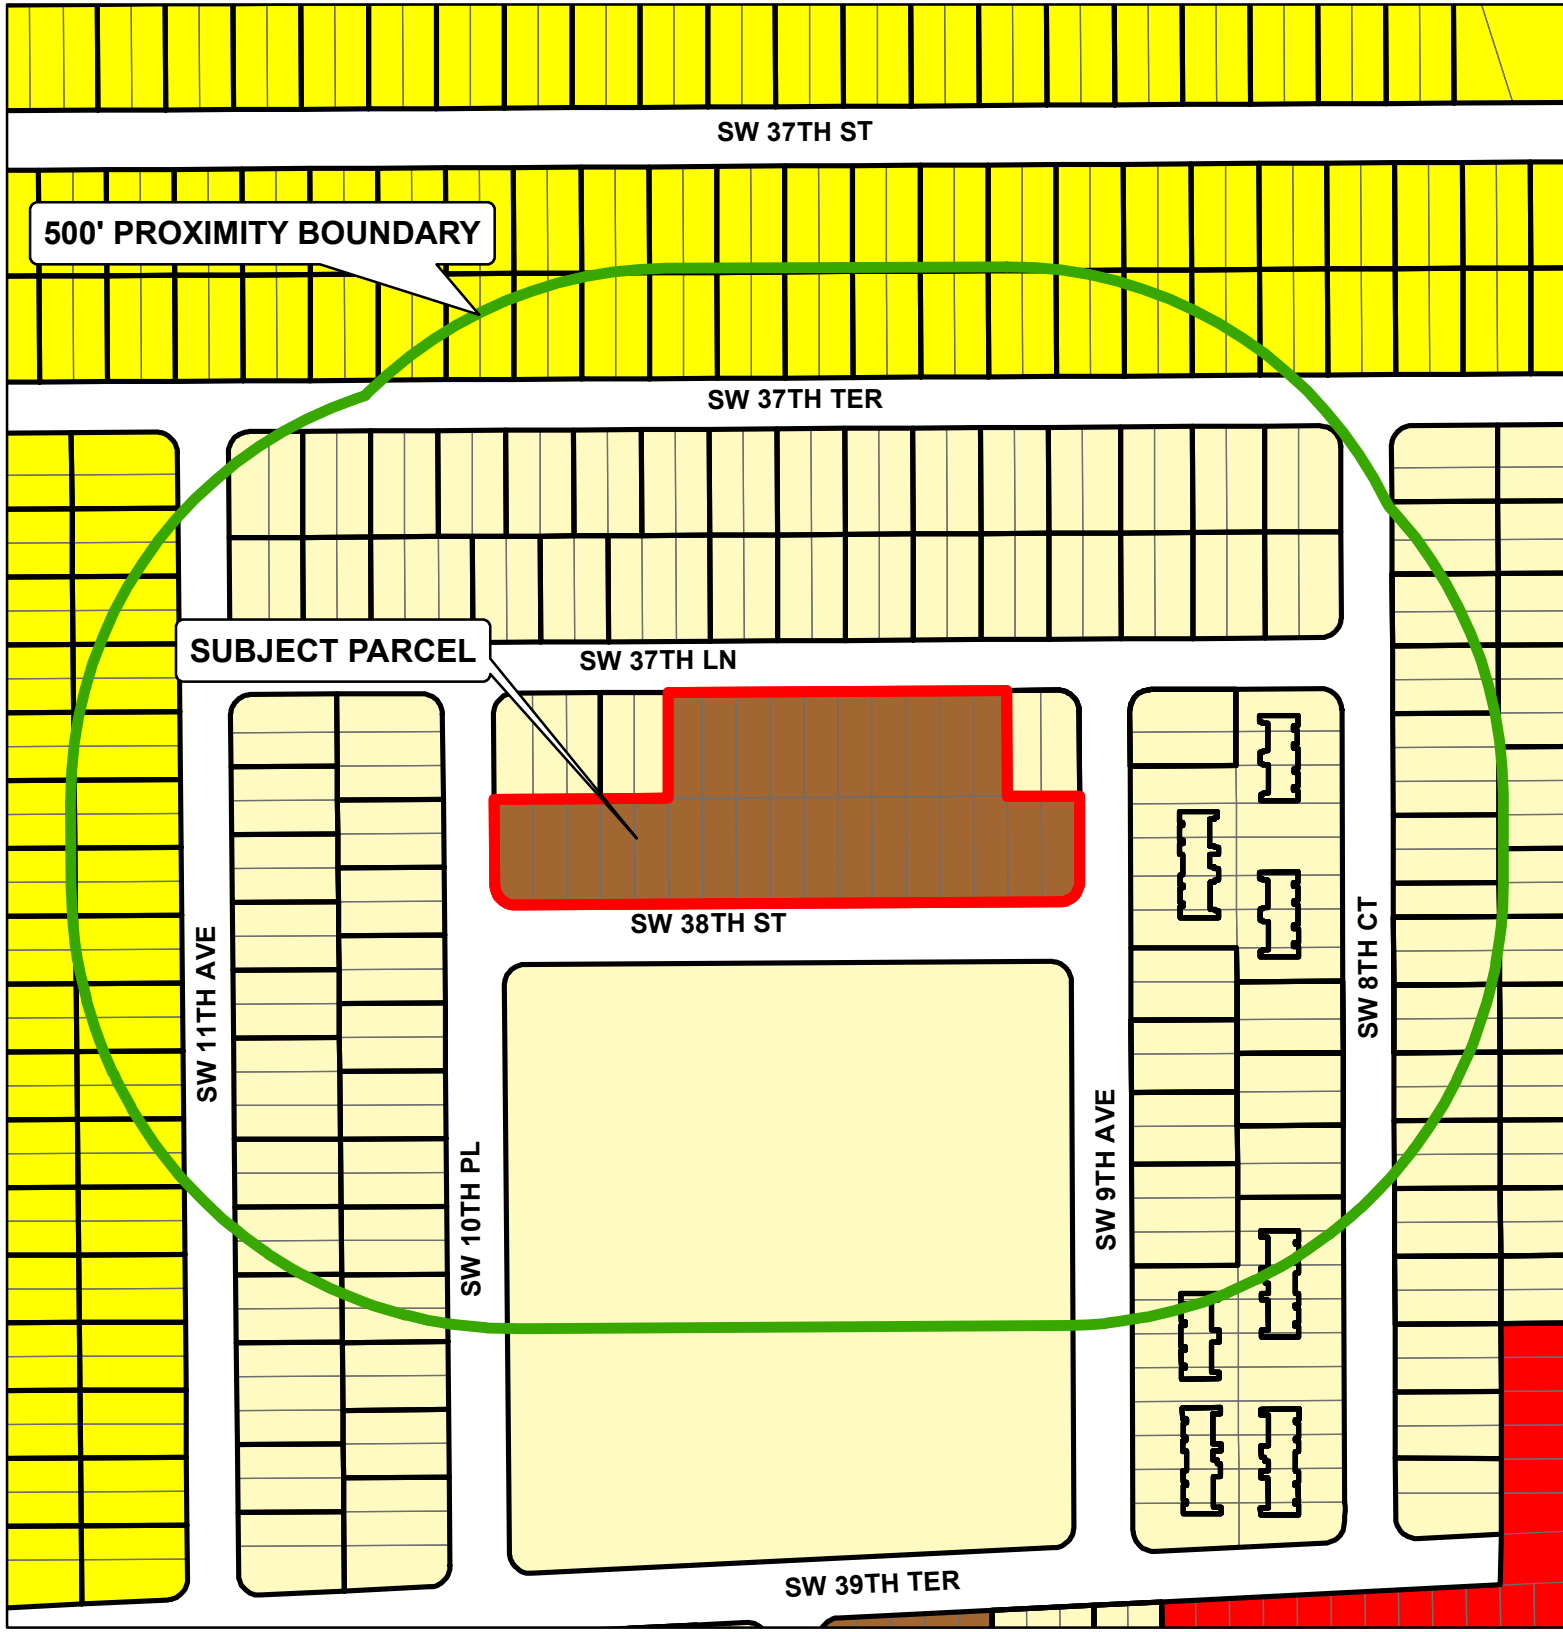 SW 37TH ST
500' PROXIMITY BOUNDARY
SW 37TH TER
SUBJECT PARCEL
SW 37TH LN
SW 38TH ST
SW 11TH AVE
SW 8TH CT
SW 9TH AVE
SW 10TH PL
SW 39TH TER